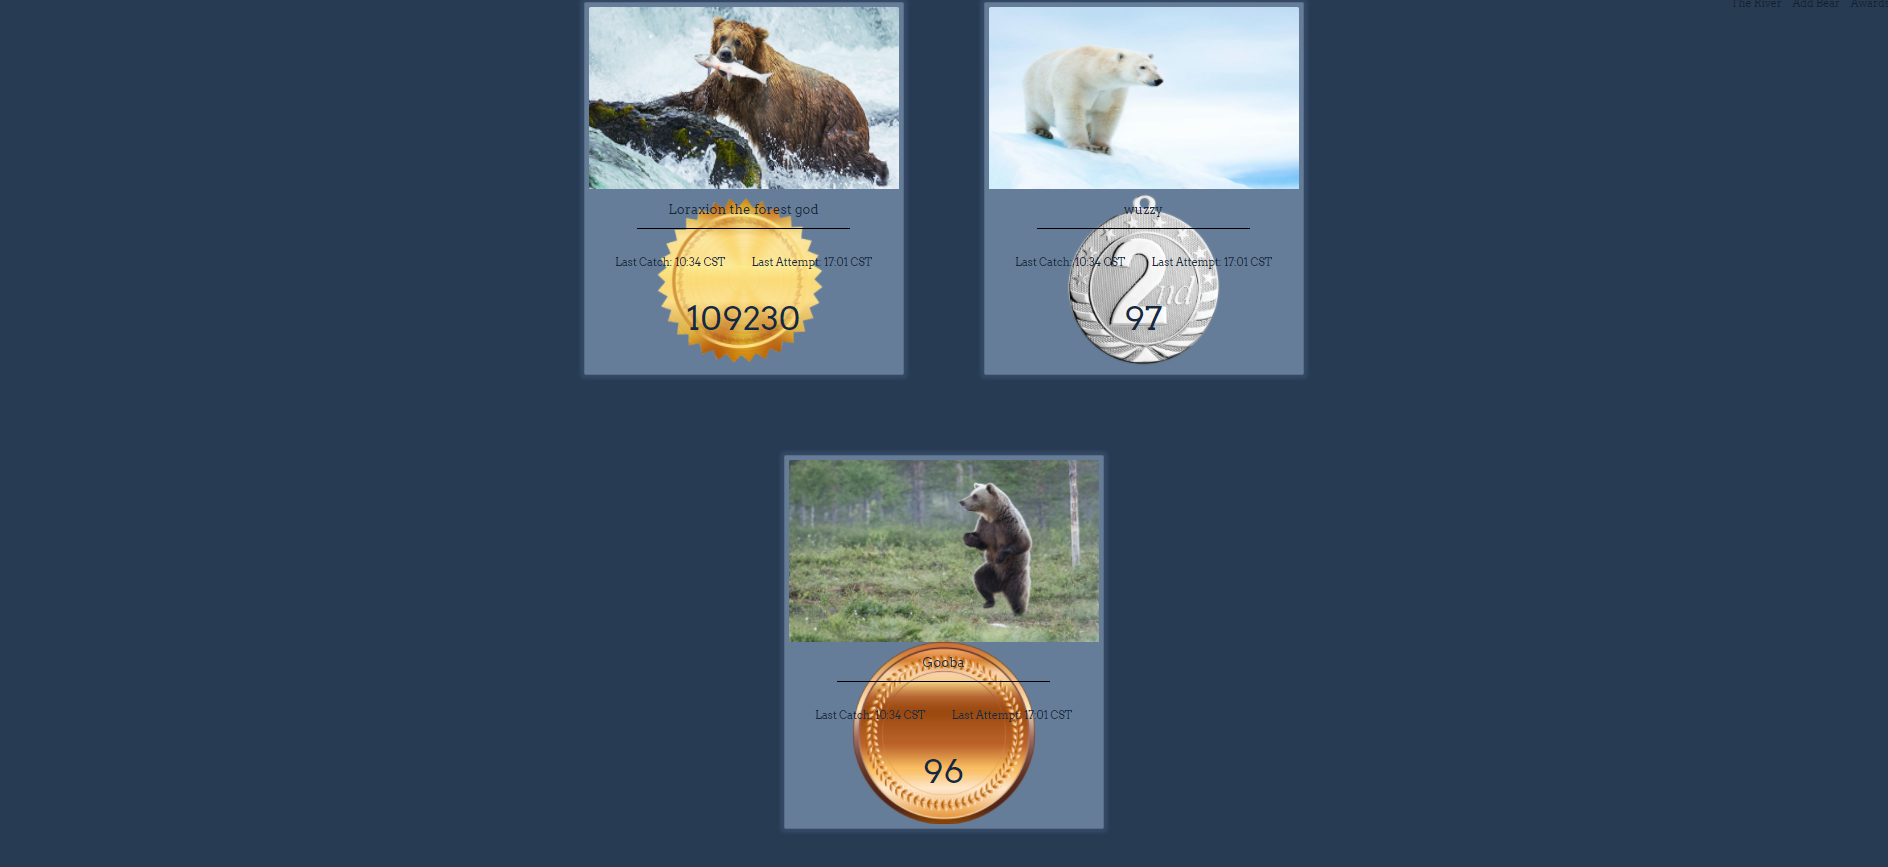 The River Add Bear Awards
Loraxion the forest god
Last Catch: 10:34 CST Last Attempt: 17:01 CST
109230
wuzzy
Last Catch: 10:34 CST Last Attempt: 17:01 CST
2nd
97
Gooba
Last Catch: 10:34 CST Last Attempt: 17:01 CST
96